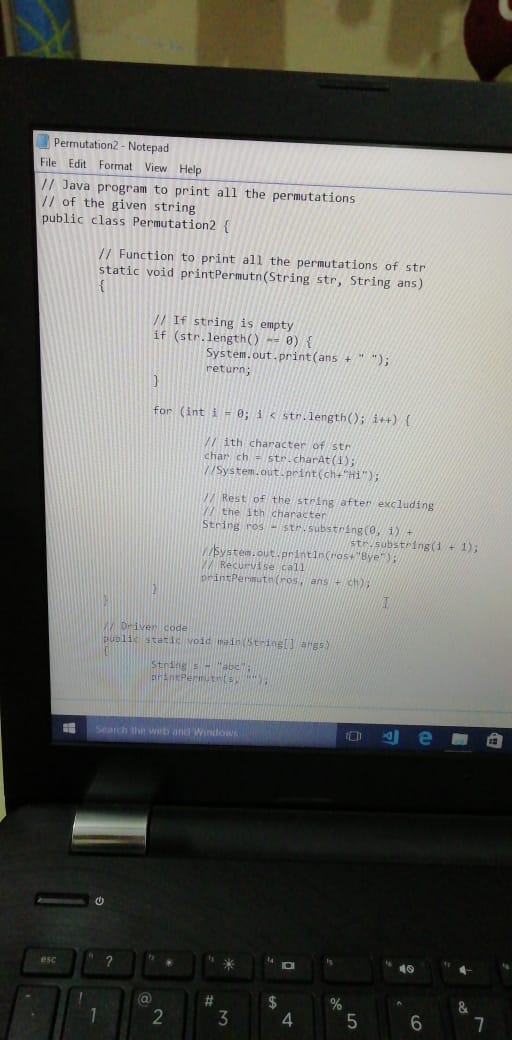 Permutation2 - Notepad
File Edit Format View Help
// Java program to print all the permutations
// of the given string
public class Permutation2 {
// Function to print all the permutations of str
static void printPermutn(String str, String ans)
{
// If string is empty
if (str.length() == 0) {
System.out.print(ans + " ");
return;
}
for (int i = 0; i < str.length(); i++) {
// ith character of str
char ch = str.charAt(i);
//System.out.print(ch+"Hi");
// Rest of the string after excluding
// the ith character
String ros = str.substring(0, i) +
str.substring(i + 1);
//System.out.println(ros+"Bye");
// Recurvise call
printPermutn(ros, ans + ch);
}
}
// Driver code
public static void main(String[] args)
{
String s = "abc";
printPermutn(s, "");
Search the web and Windows
esc ?
! @ # $ % ^ &
1 2 3 4 5 6 7